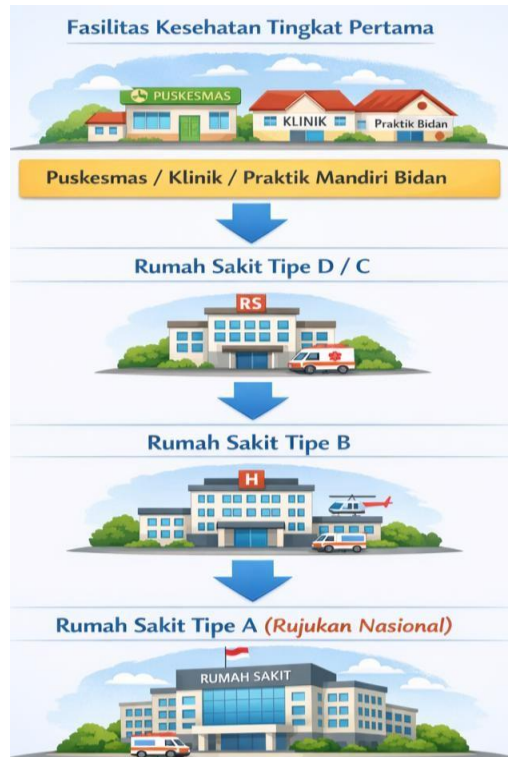 Fasilitas Kesehatan Tingkat Pertama
PUSKESMAS
KLINIK
Praktik Bidan
Puskesmas / Klinik / Praktik Mandiri Bidan
Rumah Sakit Tipe D / C
RS
Rumah Sakit Tipe B
H
Rumah Sakit Tipe A (Rujukan Nasional)
RUMAH SAKIT